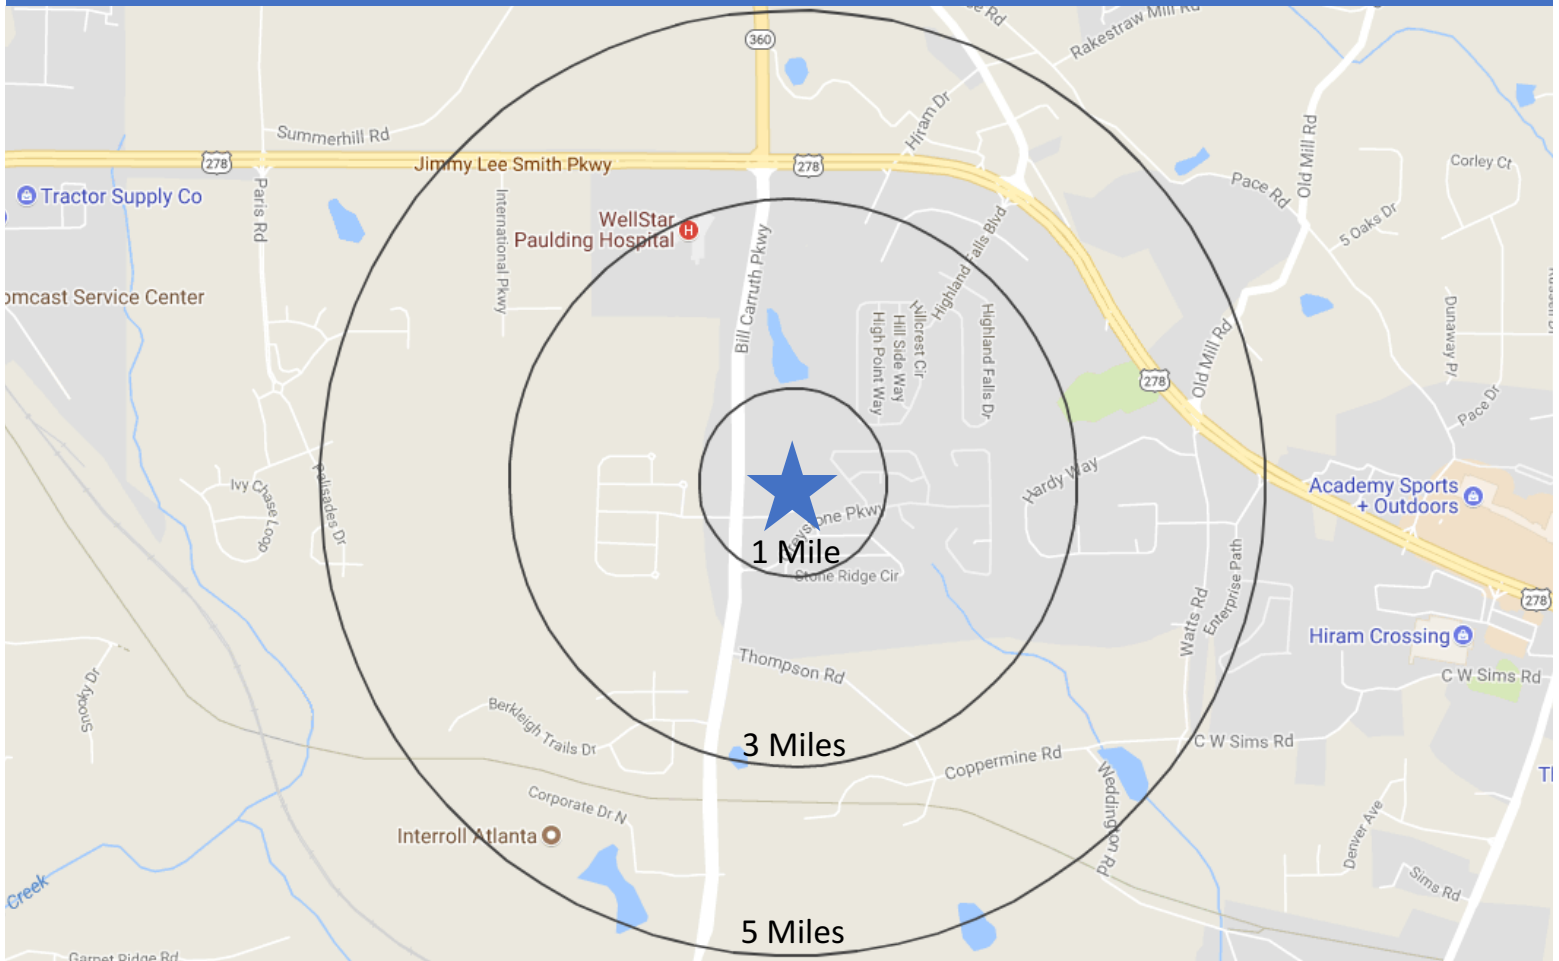 360
Rakestraw Mill Rd
Summerhill Rd
278
Jimmy Lee Smith Pkwy
278
Hiram Dr
Old Mill Rd
Corley Ct
Tractor Supply Co
Paris Rd
International Pkwy
WellStar
Paulding Hospital
H
Pace Rd
5 Oaks Dr
Bill Carruth Pkwy
Highland Falls Blvd
omcast Service Center
Hillcrest Cir
Hill Side Way
High Point Way
Highland Falls Dr
Dunaway Pl
Old Mill Rd
278
Pace Dr
Ivy Chase Loop
Palisades Dr
Hardy Way
Academy Sports
+ Outdoors
eystone Pkwy
1 Mile
Stone Ridge Cir
Enterprise Path
Watts Rd
278
Hiram Crossing
C W Sims Rd
Thompson Rd
Snooky Dr
Berkleigh Trails Dr
3 Miles
C W Sims Rd
Coppermine Rd
Weddington Rd
Corporate Dr N
Interroll Atlanta
Denver Ave
Sims Rd
Creek
5 Miles
Garnet Ridge Rd